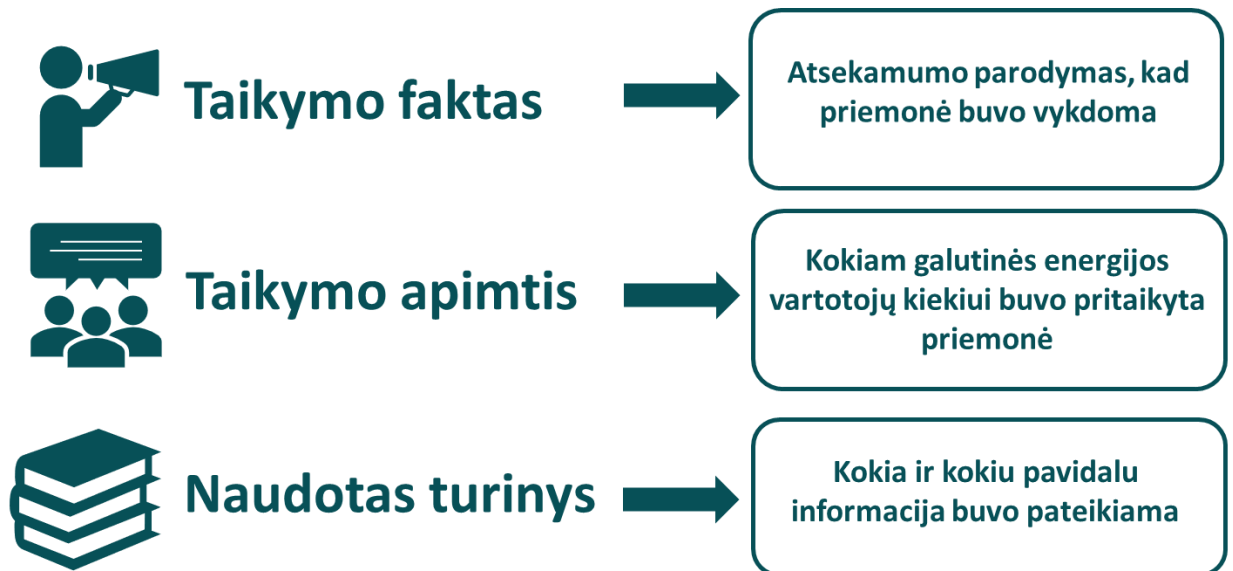 Taikymo faktas
Atsekamumo parodymas, kad
priemonė buvo vykdoma
Taikymo apimtis
Kokiam galutinės energijos
vartotojų kiekiui buvo pritaikyta
priemonė
Naudotas turinys
Kokia ir kokiu pavidalu
informacija buvo pateikiama